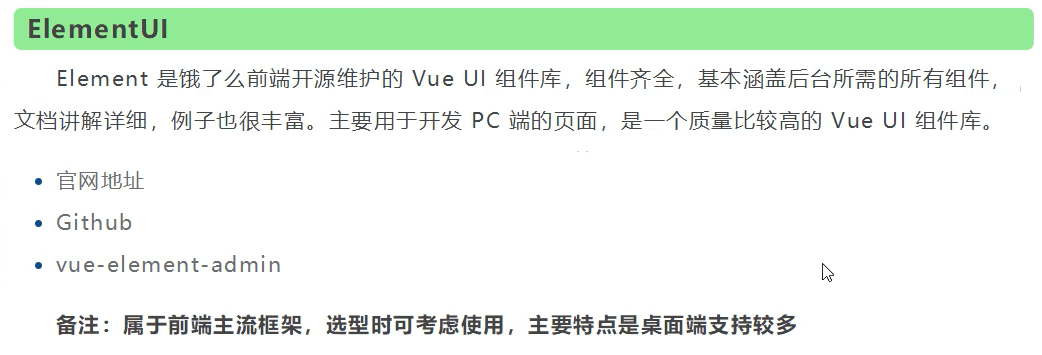 ElementUI
Element 是饿了么前端开源维护的 Vue UI 组件库，组件齐全，基本涵盖后台所需的所有组件，
文档讲解详细，例子也很丰富。主要用于开发 PC 端的页面，是一个质量比较高的 Vue UI 组件库。
官网地址
Github
vue-element-admin
备注：属于前端主流框架，选型时可考虑使用，主要特点是桌面端支持较多